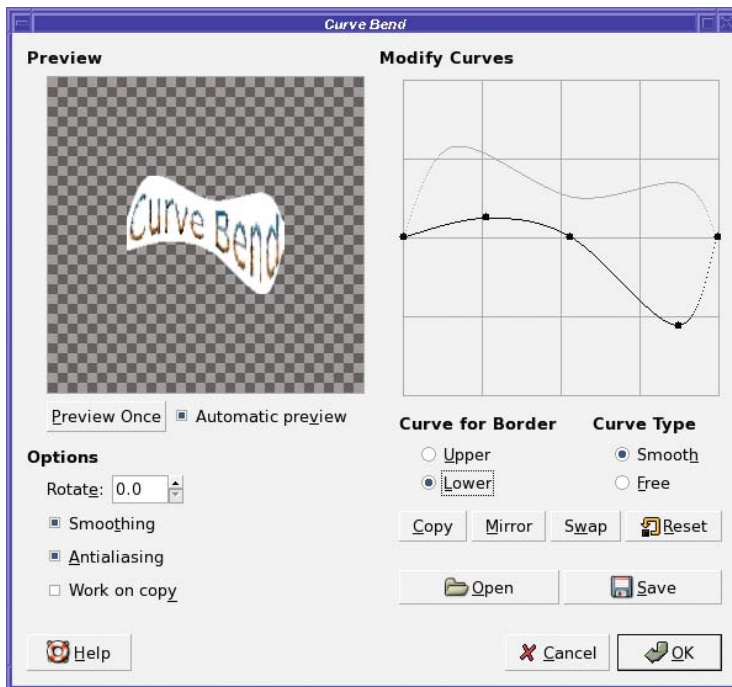 Curve Bend
Preview
Modify Curves
Curve Bend
Preview Once
Automatic preview
Curve for Border
Curve Type
Upper
Smooth
Lower
Free
Options
Rotate: 0.0
Smoothing
Antialiasing
Work on copy
Copy
Mirror
Swap
Reset
Open
Save
Help
Cancel
OK